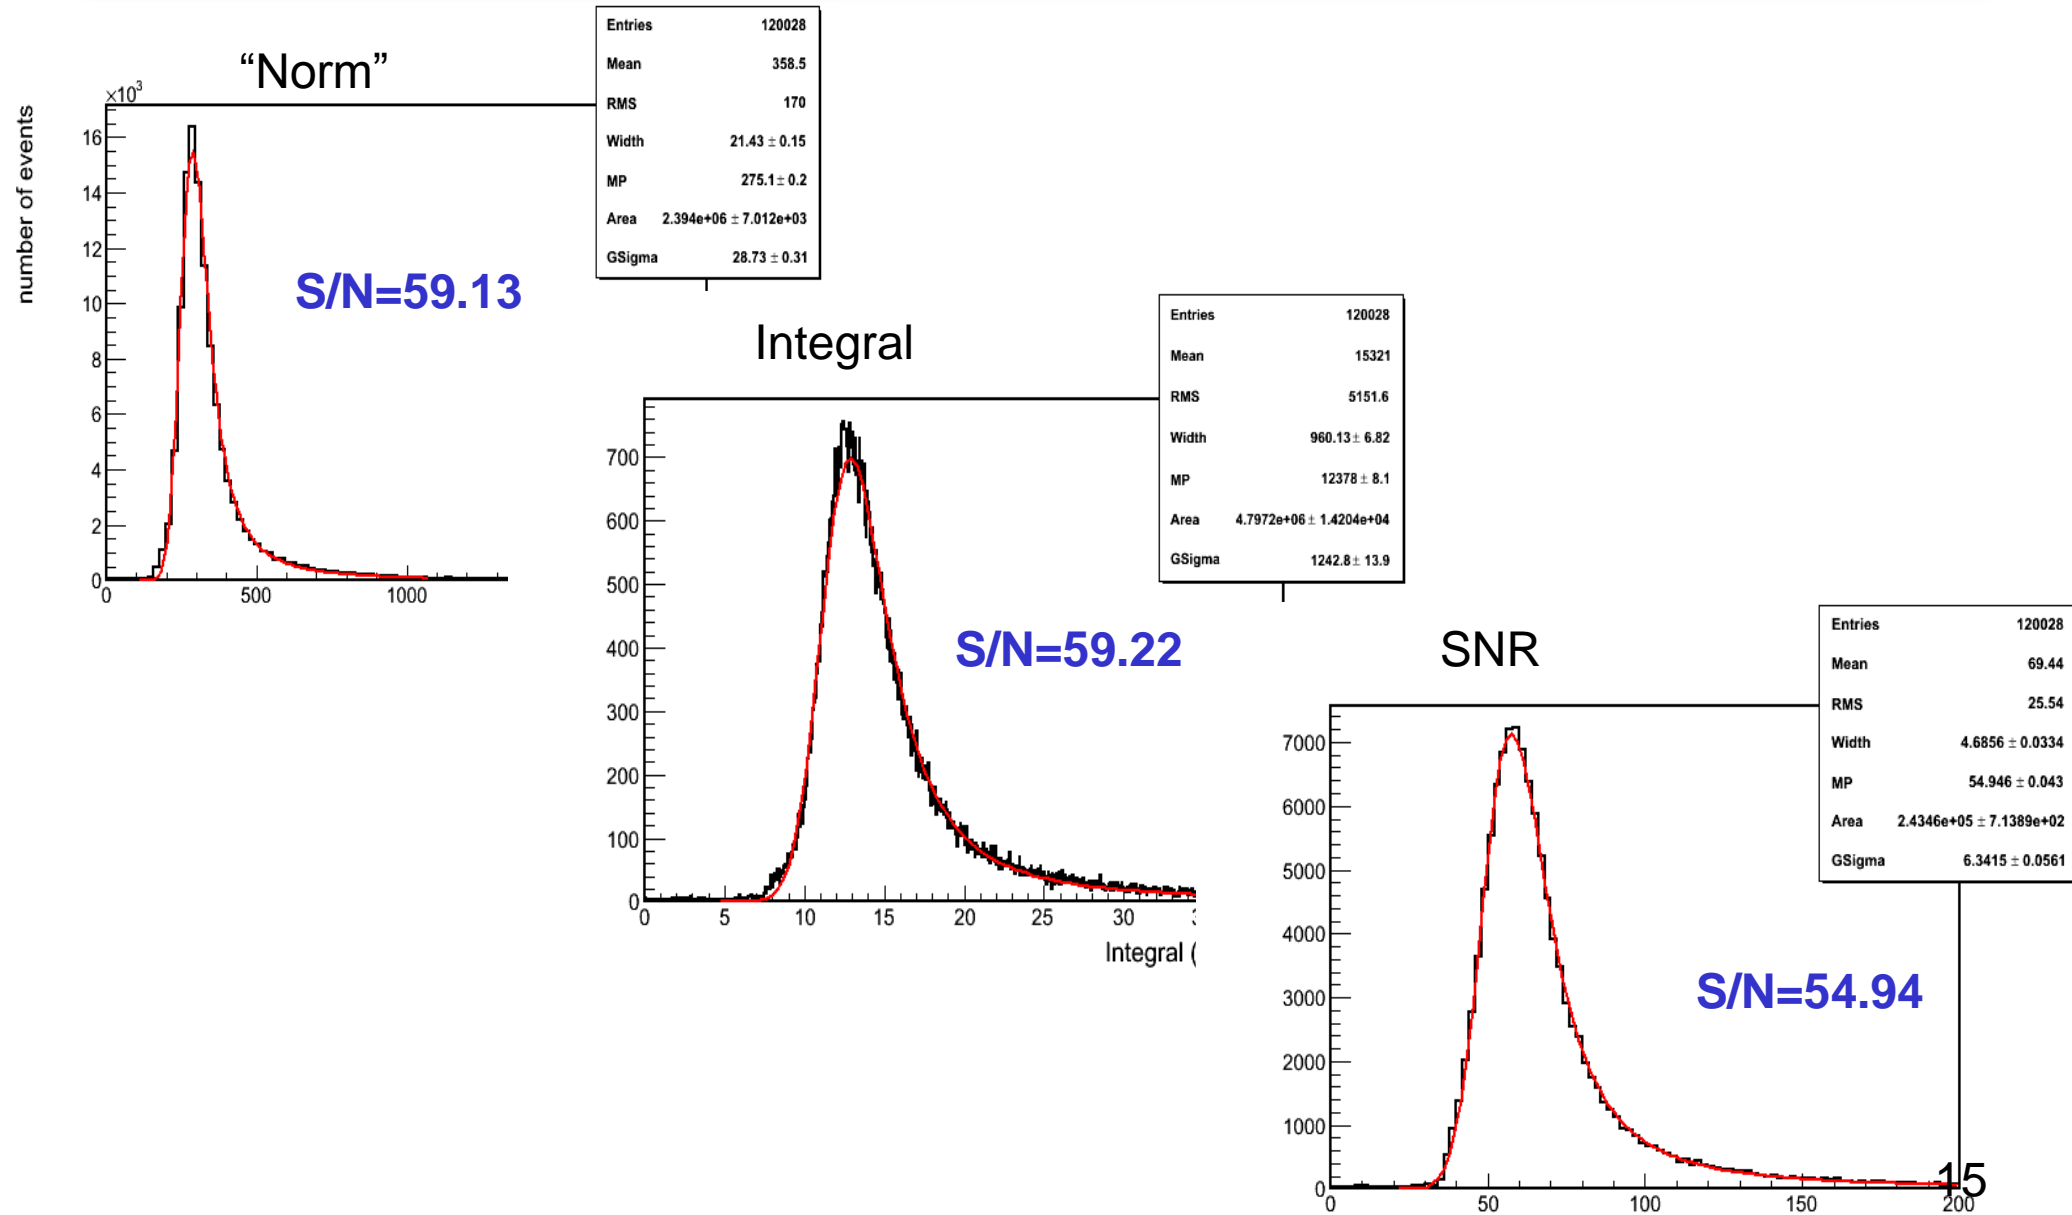 “Norm”
number of events
×10³
16
14
12
10
8
6
4
2
0
0 500 1000
S/N=59.13
Entries 120028
Mean 358.5
RMS 170
Width 21.43 ± 0.15
MP 275.1 ± 0.2
Area 2.394e+06 ± 7.012e+03
GSigma 28.73 ± 0.31
Integral
700
600
500
400
300
200
100
0
0 5 10 15 20 25 30
Integral (
S/N=59.22
Entries 120028
Mean 15321
RMS 5151.6
Width 960.13 ± 6.82
MP 12378 ± 8.1
Area 4.7972e+06 ± 1.4204e+04
GSigma 1242.8 ± 13.9
SNR
7000
6000
5000
4000
3000
2000
1000
0
0 50 100 150 200
S/N=54.94
Entries 120028
Mean 69.44
RMS 25.54
Width 4.6856 ± 0.0334
MP 54.946 ± 0.043
Area 2.4346e+05 ± 7.1389e+02
GSigma 6.3415 ± 0.0561
15